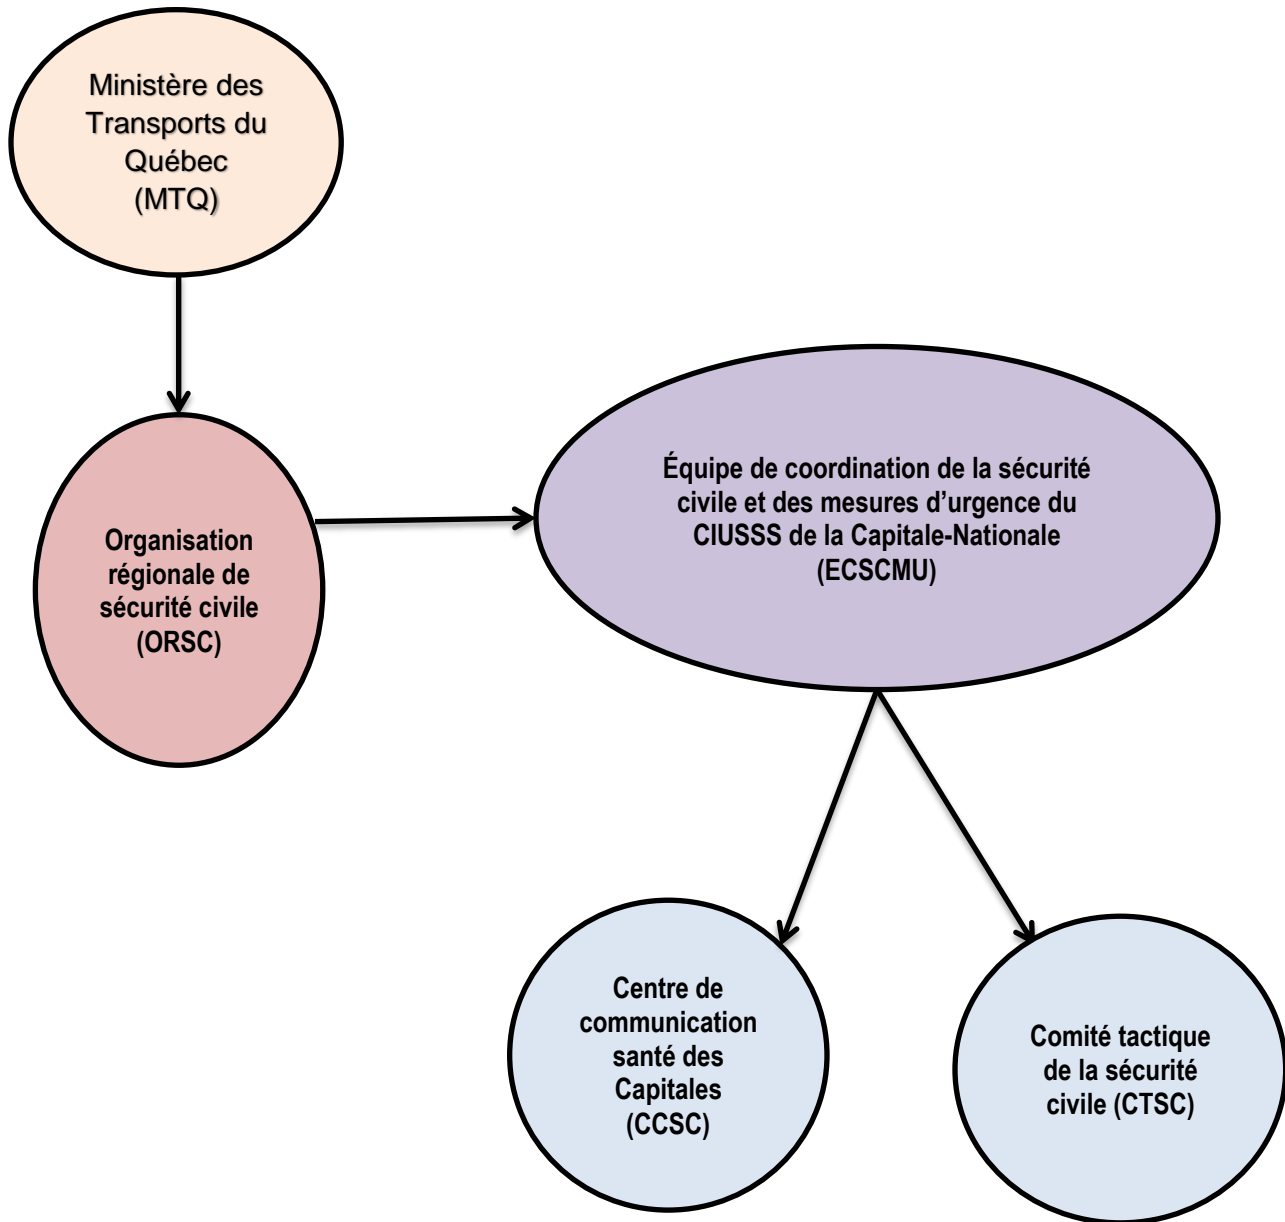 Ministère des
Transports du
Québec
(MTQ)
Équipe de coordination de la sécurité
civile et des mesures d’urgence du
CIUSSS de la Capitale-Nationale
(ECSCMU)
Organisation
régionale de
sécurité civile
(ORSC)
Centre de
communication
santé des
Capitales
(CCSC)
Comité tactique
de la sécurité
civile (CTSC)